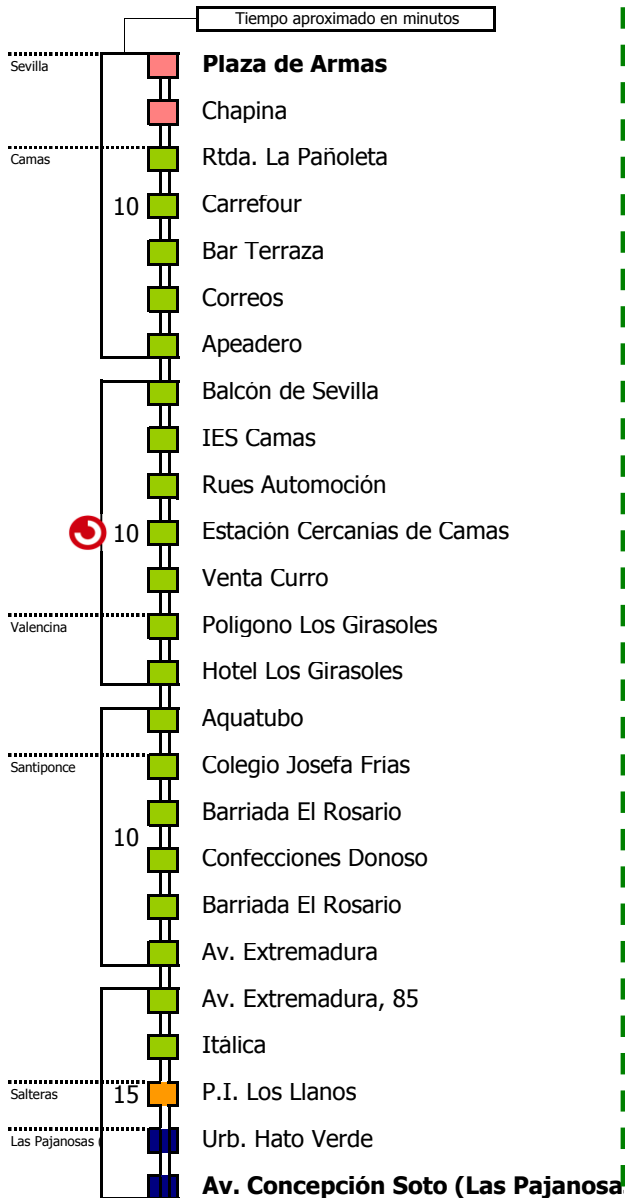 Tiempo aproximado en minutos
Sevilla
Plaza de Armas
Chapina
Camas
Rtda. La Pañoleta
10
Carrefour
Bar Terraza
Correos
Apeadero
Balcón de Sevilla
IES Camas
Rues Automoción
10
Estación Cercanías de Camas
Venta Curro
Valencina
Poligono Los Girasoles
Hotel Los Girasoles
Aquatubo
Santiponce
Colegio Josefa Frias
Barriada El Rosario
10
Confecciones Donoso
Barriada El Rosario
Av. Extremadura
Av. Extremadura, 85
Itálica
Salteras
15
P.I. Los Llanos
Las Pajanosas (
Urb. Hato Verde
Av. Concepción Soto (Las Pajanosa